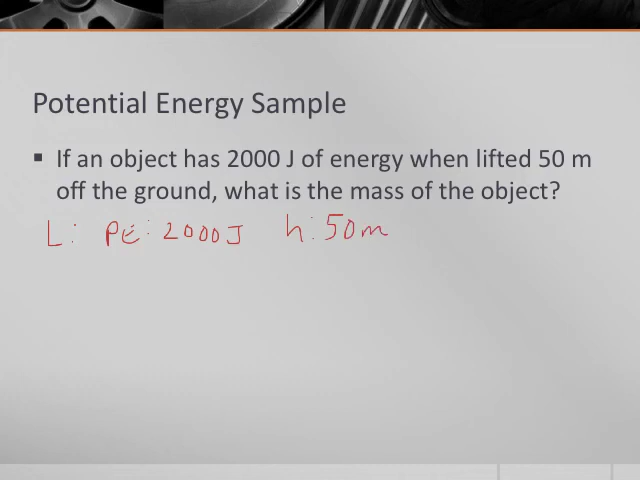 Potential Energy Sample
▪ If an object has 2000 J of energy when lifted 50 m
off the ground, what is the mass of the object?
L: PE: 2000J h: 50m